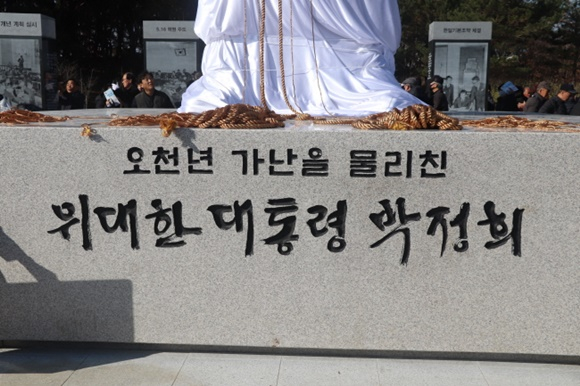 오천년 가난을 물리친
위대한 대통령 박정희